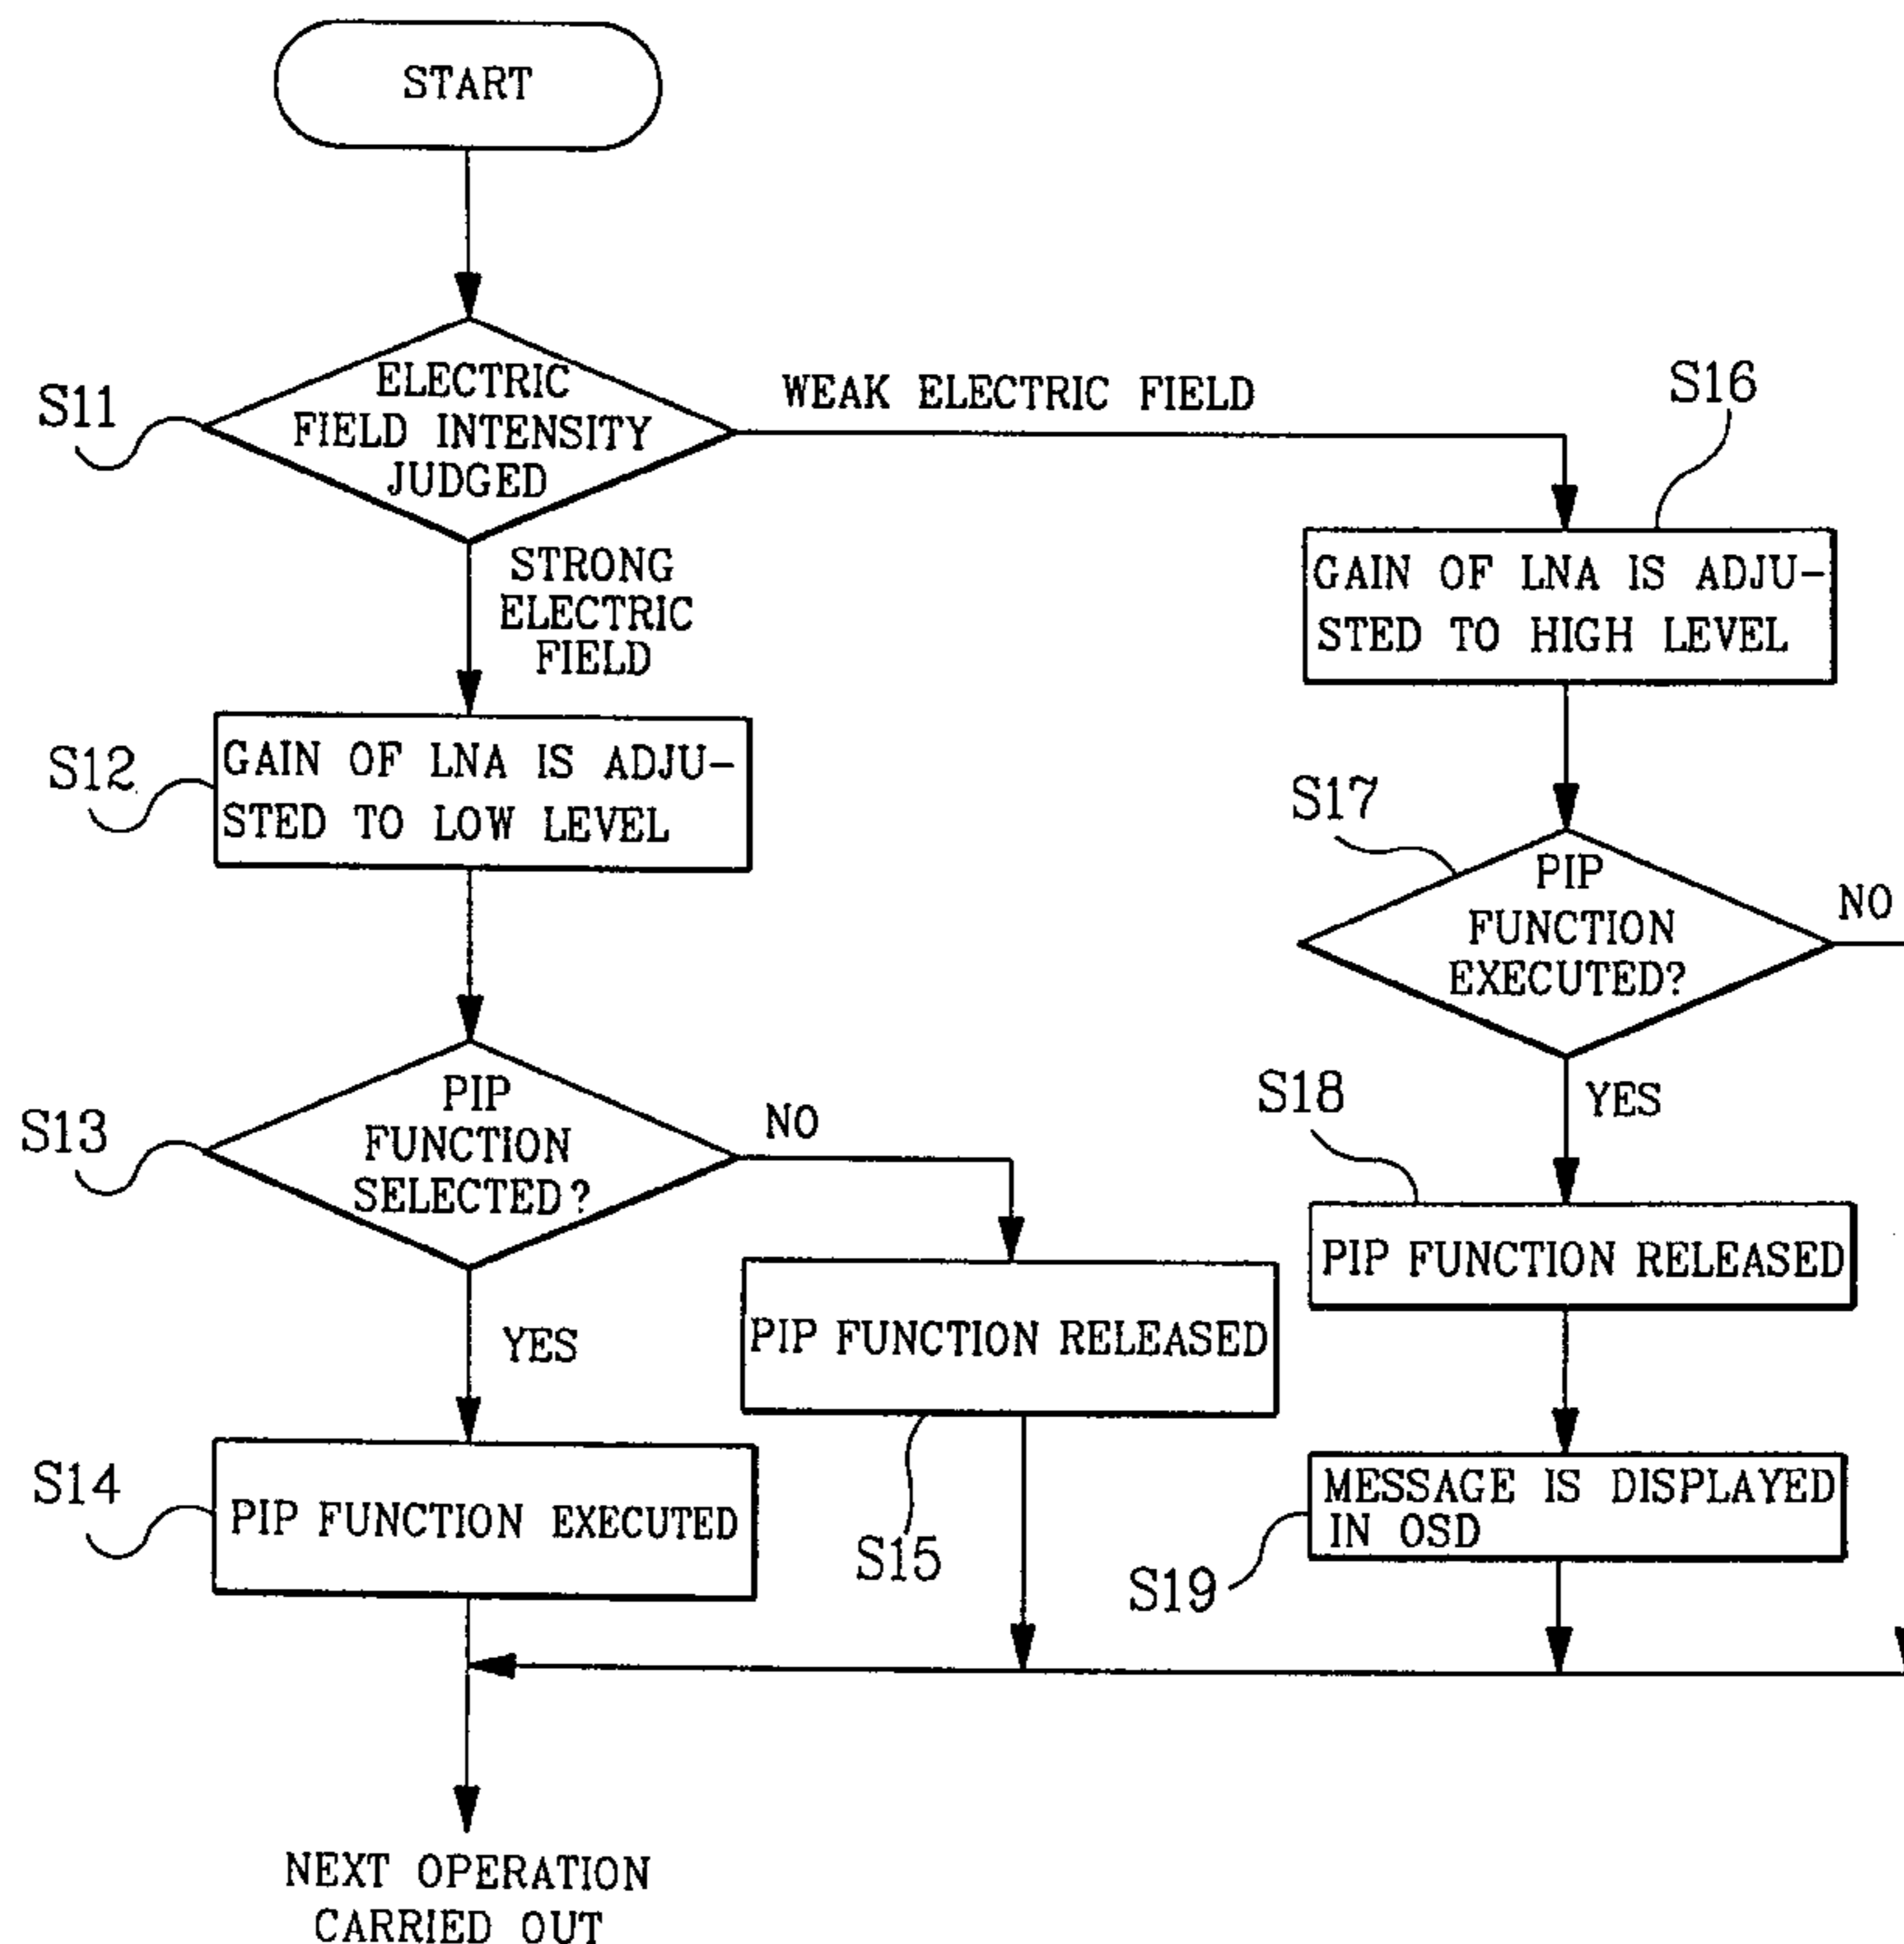 START
S11
ELECTRIC
FIELD INTENSITY
JUDGED
WEAK ELECTRIC FIELD
STRONG
ELECTRIC
FIELD
S16
GAIN OF LNA IS ADJU-
STED TO HIGH LEVEL
S12
GAIN OF LNA IS ADJU-
STED TO LOW LEVEL
S17
PIP
FUNCTION
EXECUTED?
NO
YES
S13
PIP
FUNCTION
SELECTED?
NO
YES
S18
PIP FUNCTION RELEASED
PIP FUNCTION RELEASED
S15
S14
PIP FUNCTION EXECUTED
MESSAGE IS DISPLAYED
IN OSD
S19
NEXT OPERATION
CARRIED OUT